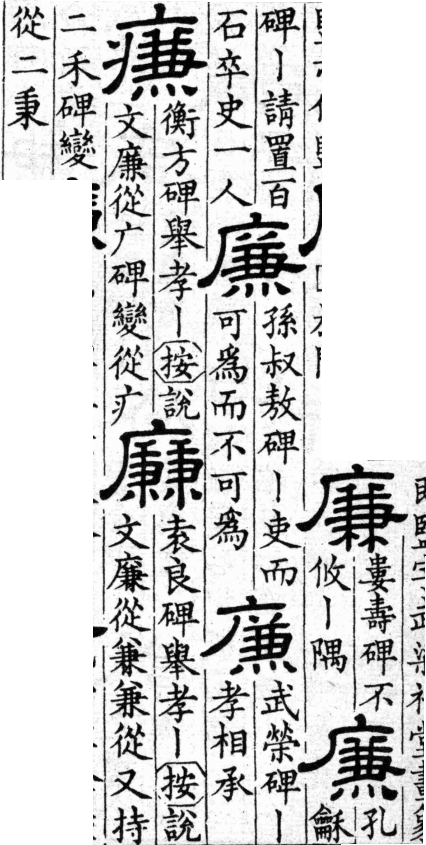 廉
婁壽碑不
攸丨隅
廉
孔
龢
碑丨請置百
石卒史一人
廉
孫叔敖碑丨吏而
可爲而不可爲
廉
武榮碑丨
孝相承
廉
衡方碑舉孝丨按說
文廉從广碑變從疒
廉
袁良碑舉孝丨按說
文廉從兼兼從又持
二禾碑變
從二秉